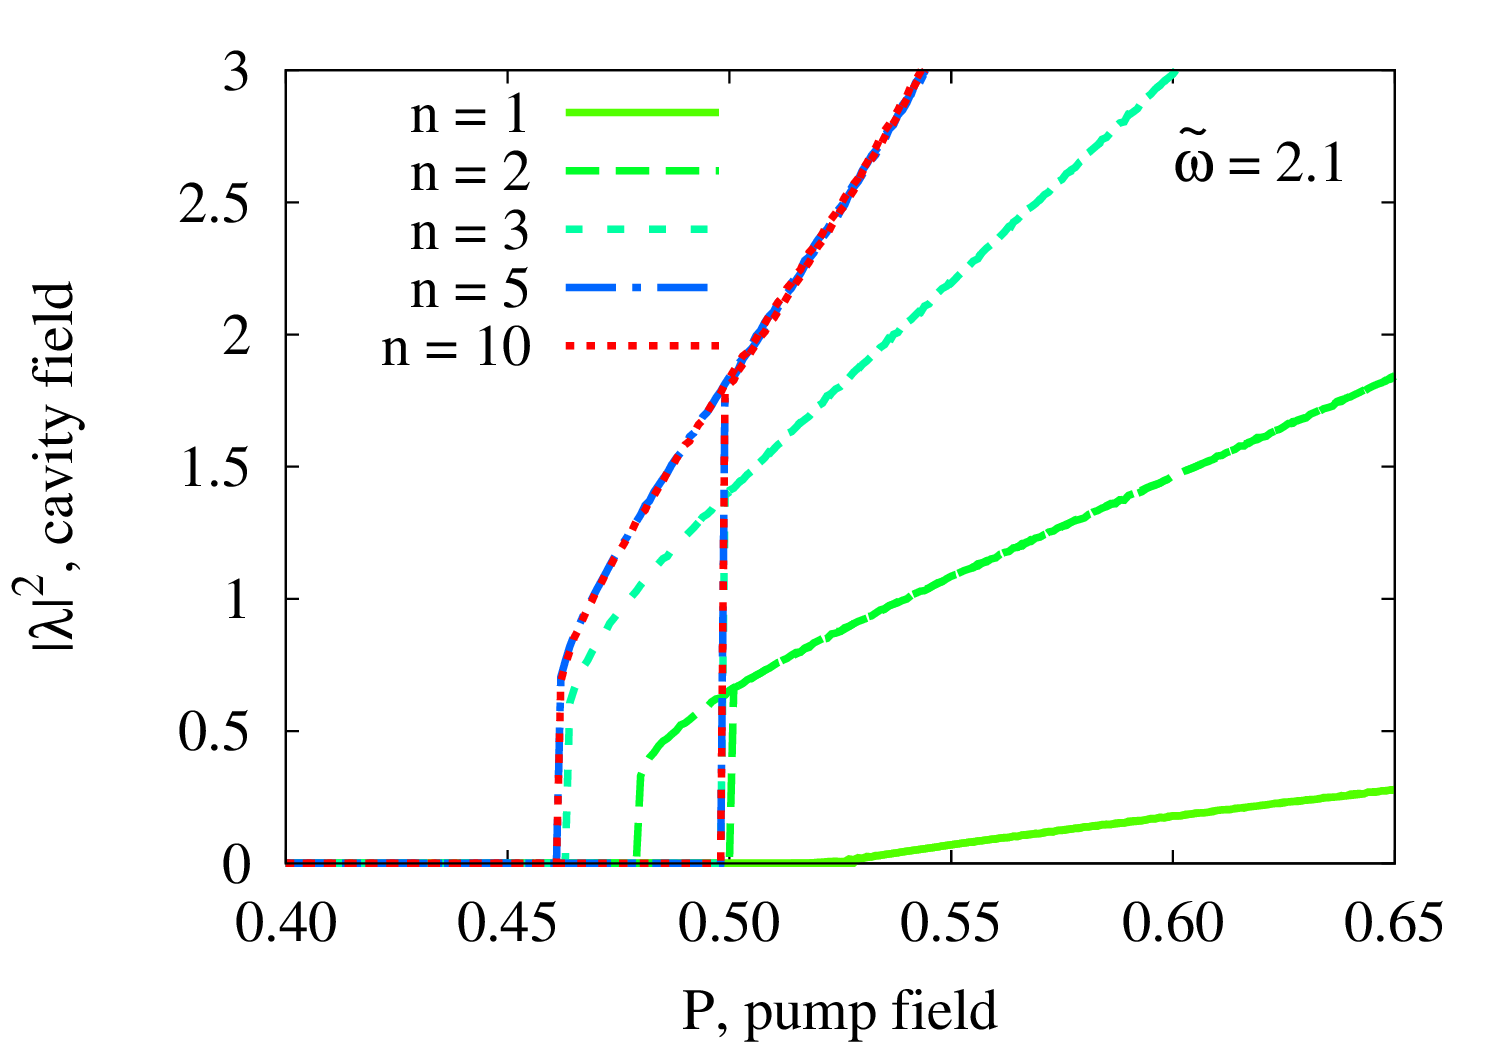 3
2.5
2
1.5
1
0.5
0
|λ|², cavity field
n = 1
n = 2
n = 3
n = 5
n = 10
ω̃ = 2.1
0.40 0.45 0.50 0.55 0.60 0.65
P, pump field